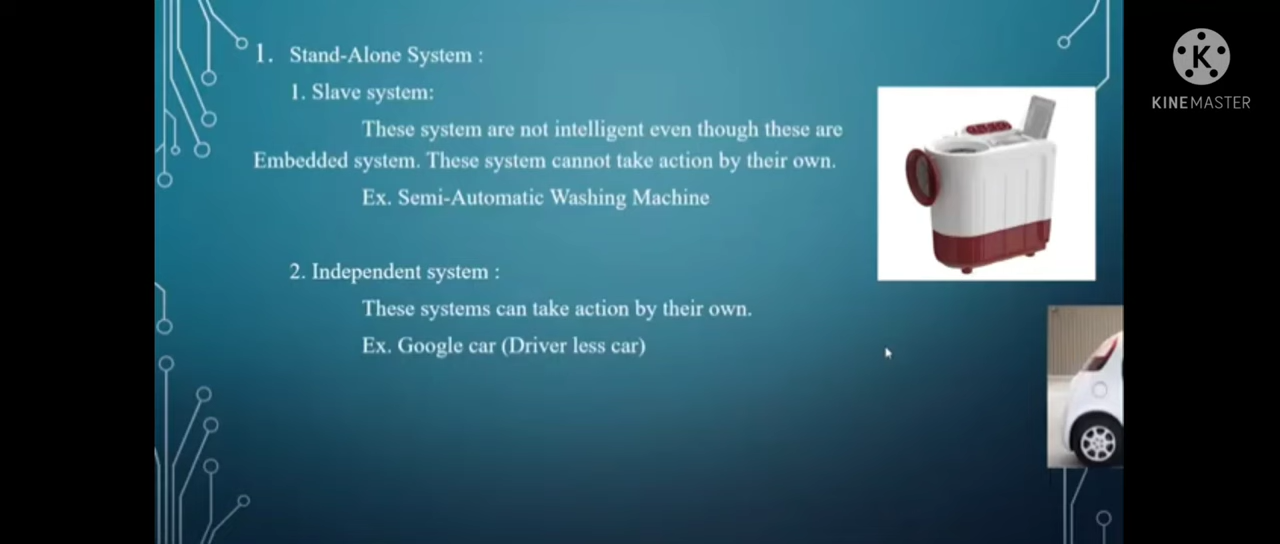 1. Stand-Alone System :
1. Slave system:
These system are not intelligent even though these are
Embedded system. These system cannot take action by their own.
Ex. Semi-Automatic Washing Machine
2. Independent system :
These systems can take action by their own.
Ex. Google car (Driver less car)
K
KINEMASTER